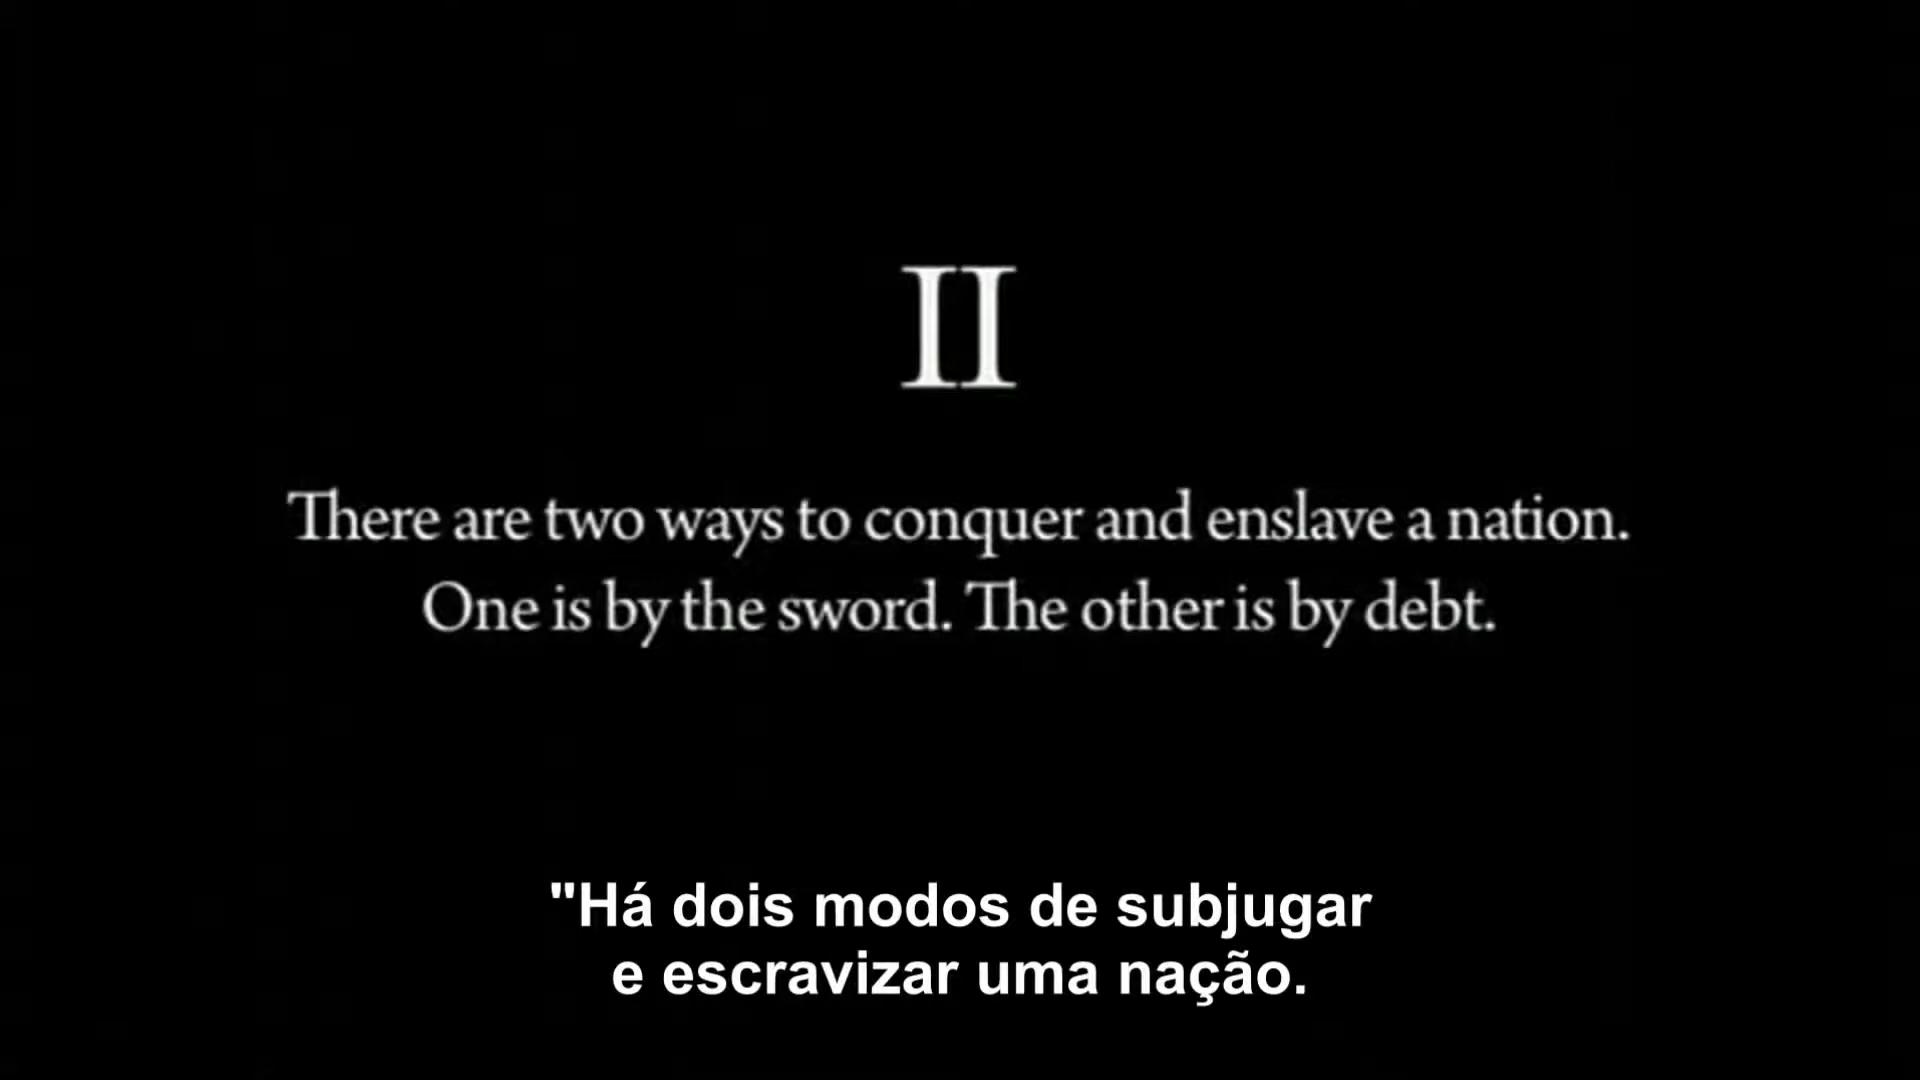 II
There are two ways to conquer and enslave a nation.
One is by the sword. The other is by debt.
"Há dois modos de subjugar
e escravizar uma nação.